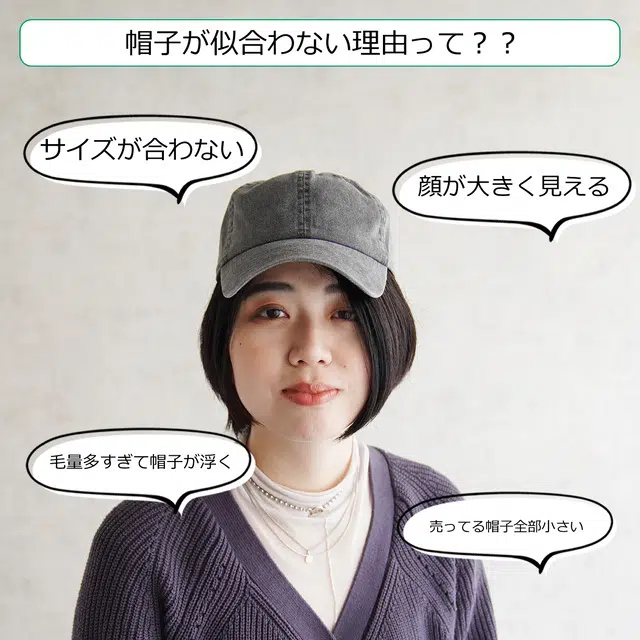 帽子が似合わない理由って？？
サイズが合わない
顔が大きく見える
毛量多すぎて帽子が浮く
売ってる帽子全部小さい